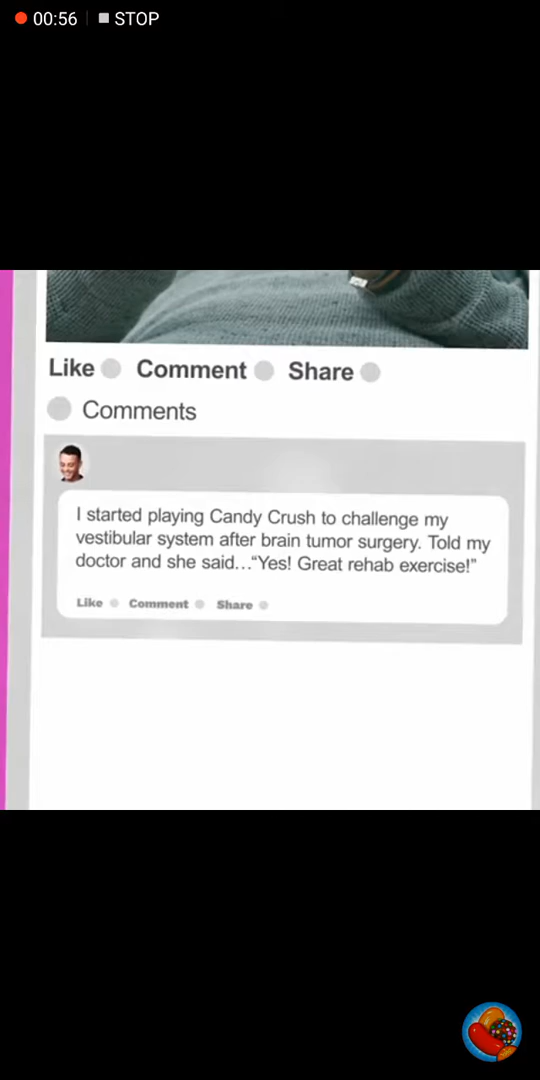 00:56 STOP
Like Comment Share
Comments
I started playing Candy Crush to challenge my
vestibular system after brain tumor surgery. Told my
doctor and she said…“Yes! Great rehab exercise!”
Like Comment Share